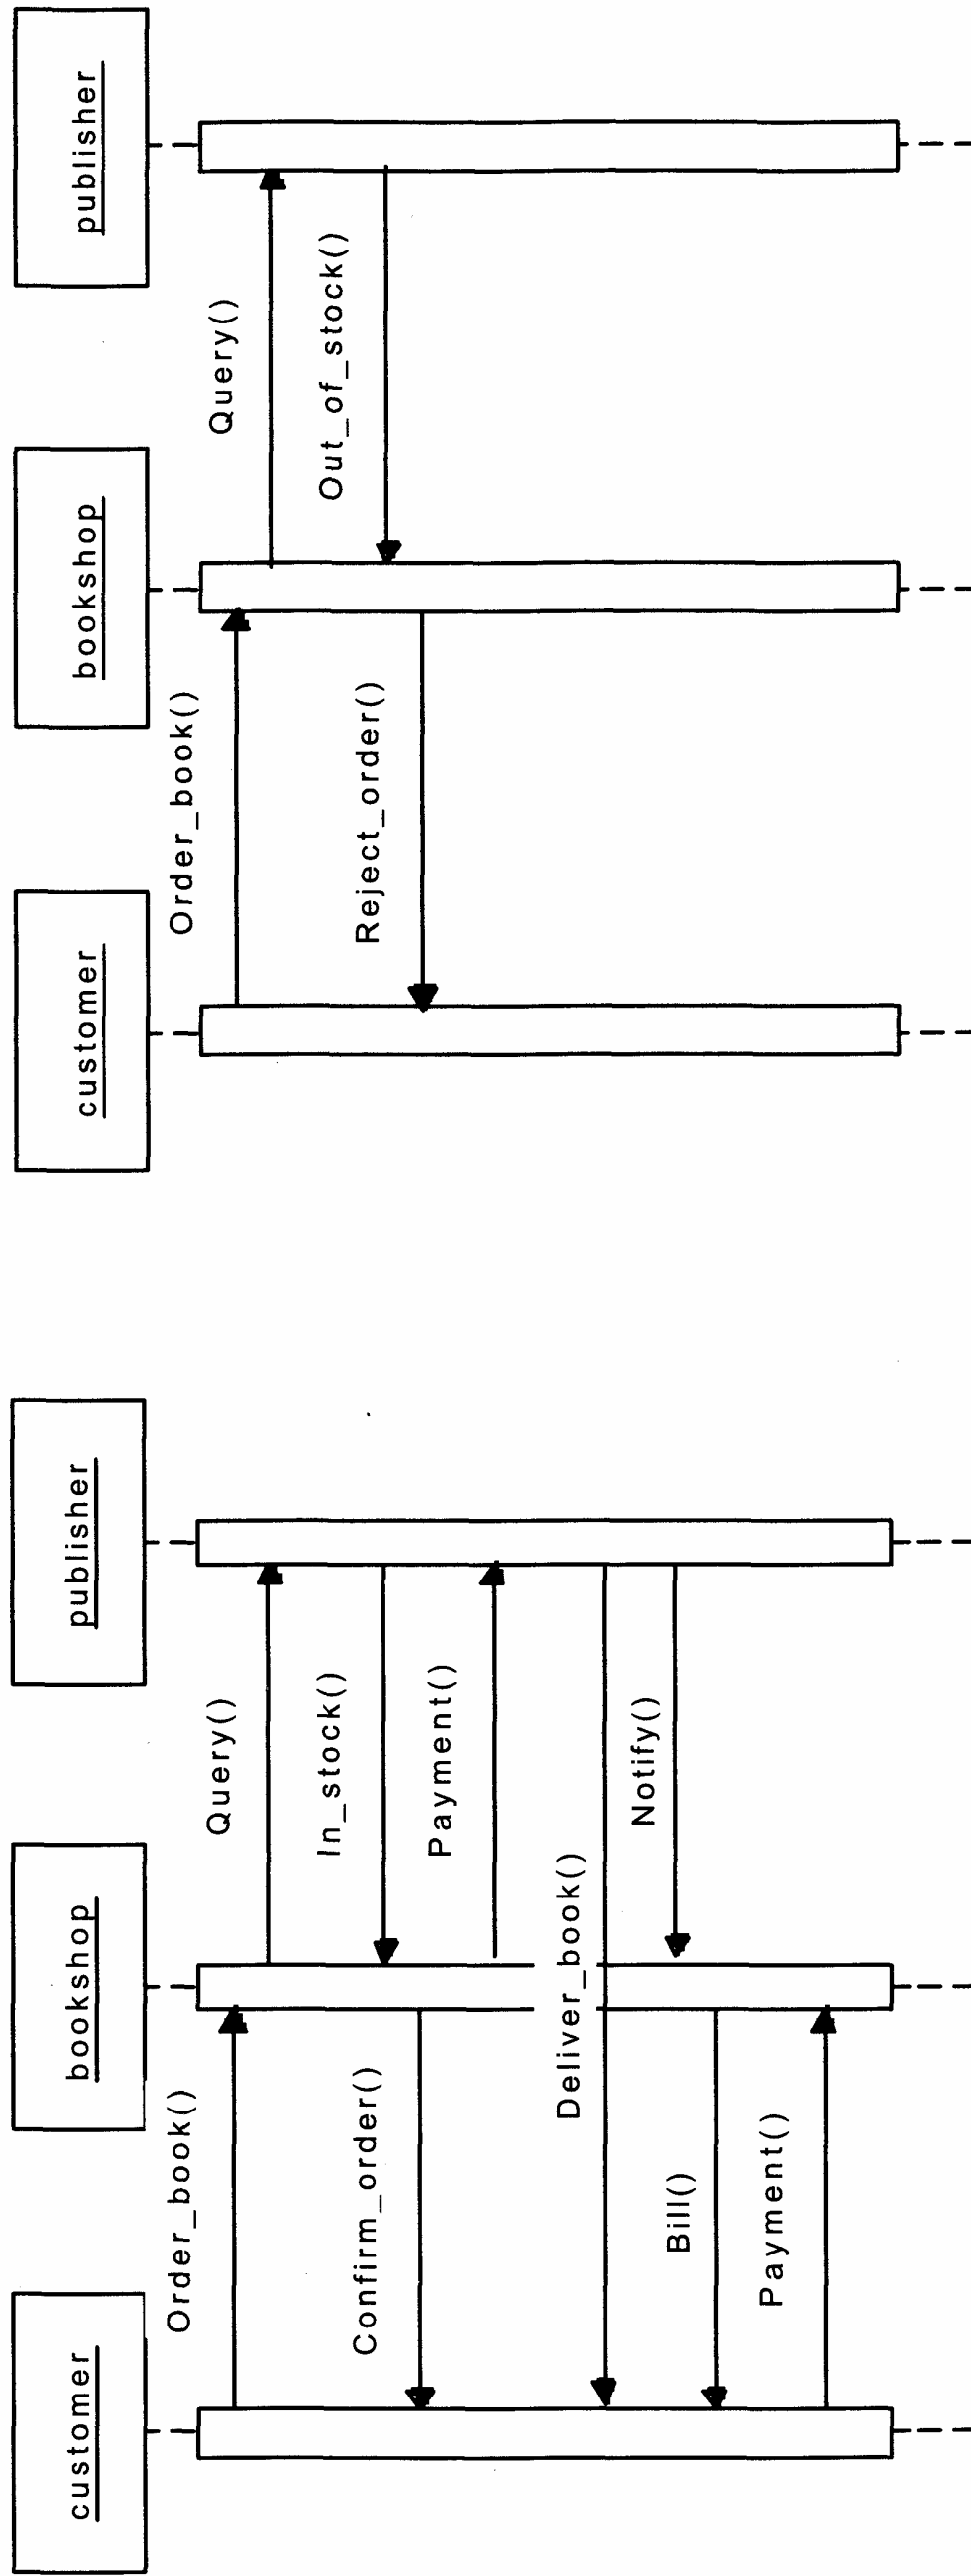 customer
bookshop
publisher
Order_book()
Query()
In_stock()
Confirm_order()
Payment()
Deliver_book()
Notify()
Bill()
Payment()
customer
bookshop
publisher
Order_book()
Query()
Out_of_stock()
Reject_order()